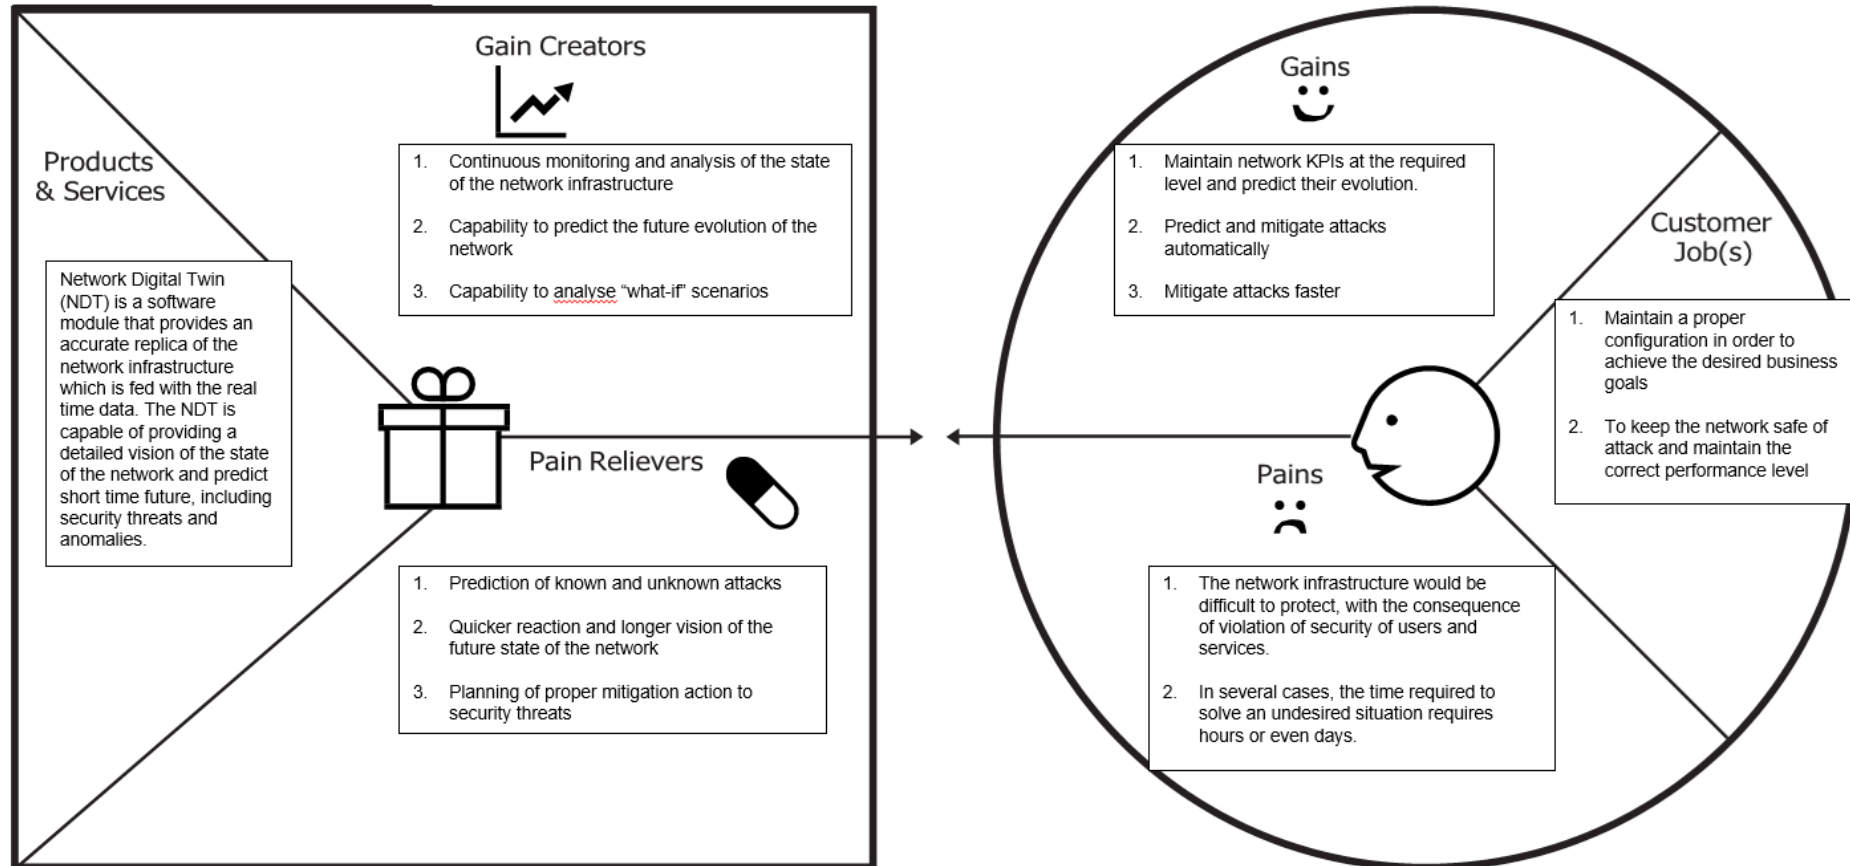 Gain Creators
1. Continuous monitoring and analysis of the state
of the network infrastructure
2. Capability to predict the future evolution of the
network
3. Capability to analyse “what-if” scenarios
Products
& Services
Network Digital Twin
(NDT) is a software
module that provides an
accurate replica of the
network infrastructure
which is fed with the real
time data. The NDT is
capable of providing a
detailed vision of the state
of the network and predict
short time future, including
security threats and
anomalies.
Pain Relievers
1. Prediction of known and unknown attacks
2. Quicker reaction and longer vision of the
future state of the network
3. Planning of proper mitigation action to
security threats
Gains
1. Maintain network KPIs at the required
level and predict their evolution.
2. Predict and mitigate attacks
automatically
3. Mitigate attacks faster
Customer
Job(s)
1. Maintain a proper
configuration in order to
achieve the desired business
goals
2. To keep the network safe of
attack and maintain the
correct performance level
Pains
1. The network infrastructure would be
difficult to protect, with the consequence
of violation of security of users and
services.
2. In several cases, the time required to
solve an undesired situation requires
hours or even days.